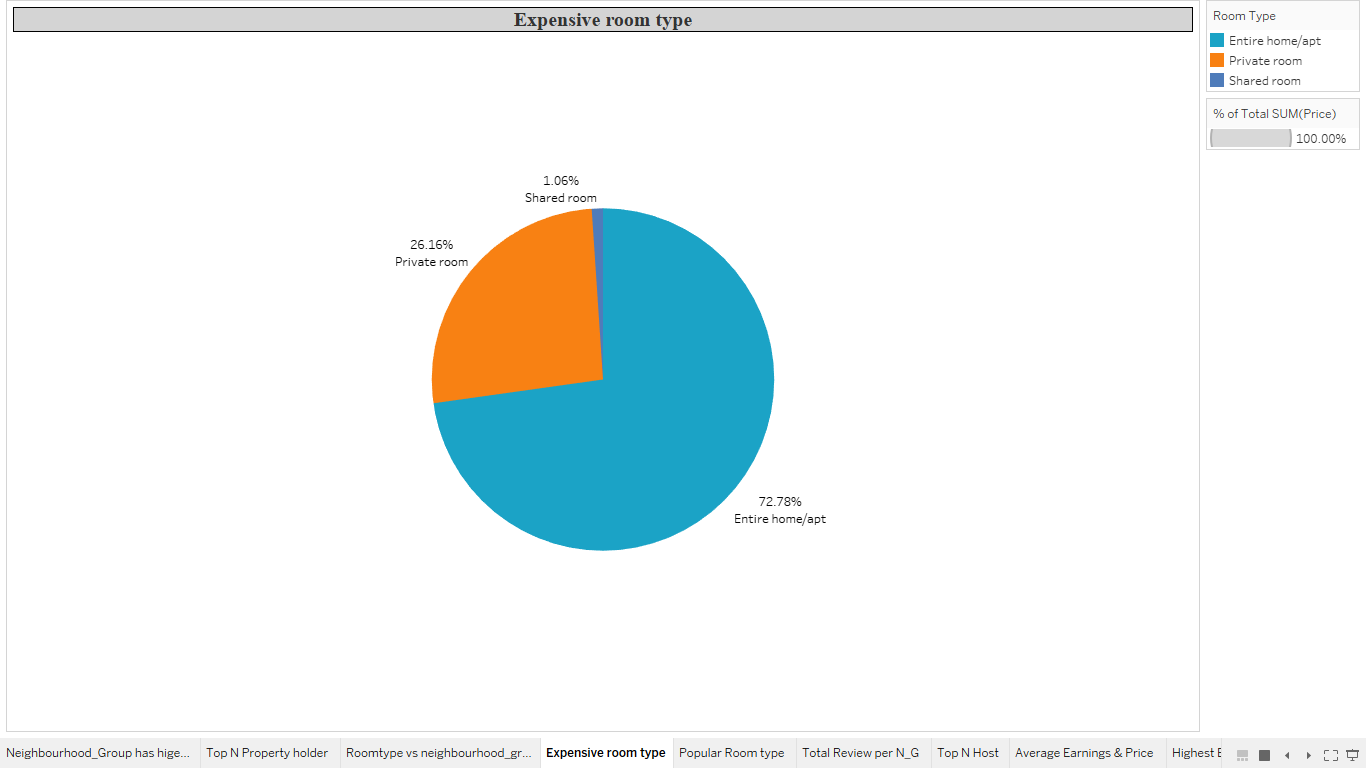 Expensive room type
Room Type
Entire home/apt
Private room
Shared room
% of Total SUM(Price)
100.00%
1.06%
Shared room
26.16%
Private room
72.78%
Entire home/apt
Neighbourhood_Group has hige... Top N Property holder Roomtype vs neighbourhood_gr... Expensive room type Popular Room type Total Review per N_G Top N Host Average Earnings & Price Highest